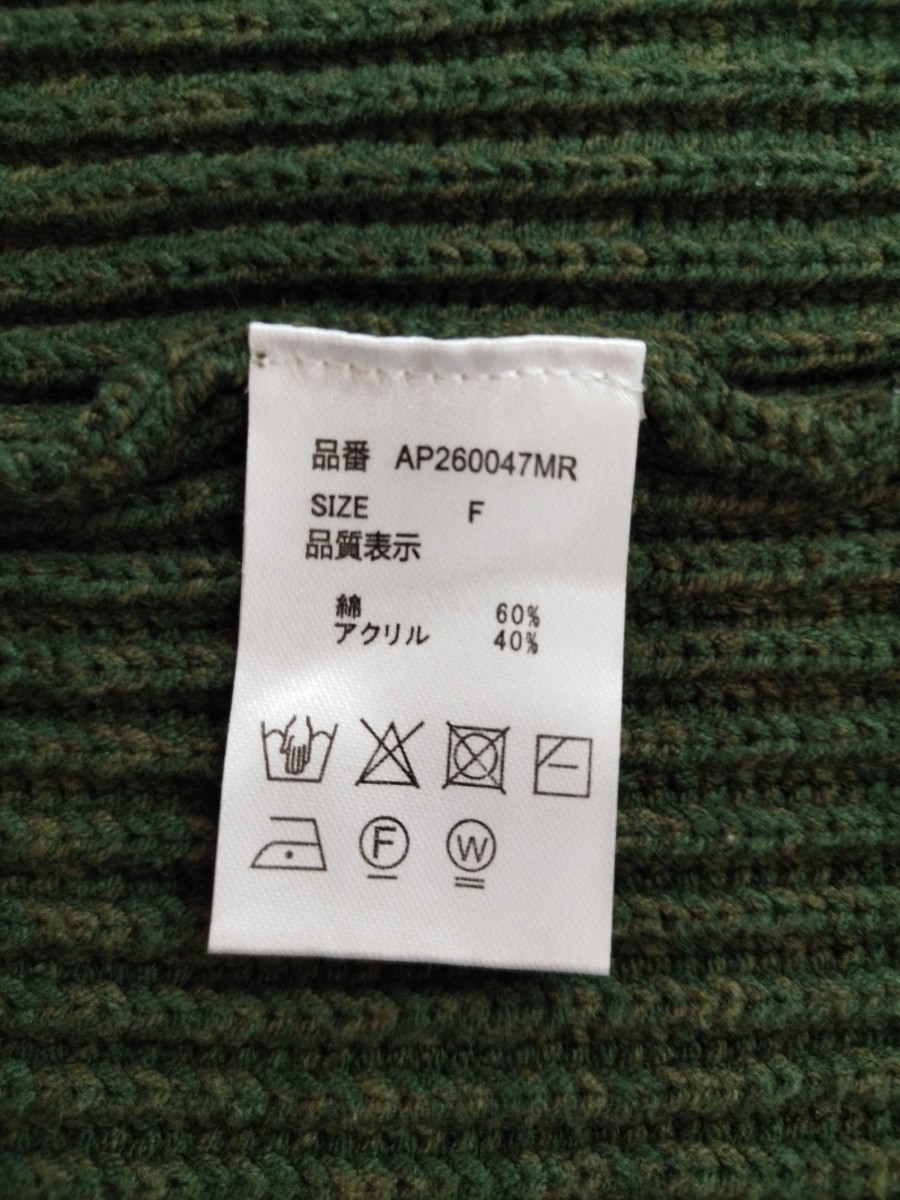 品番 AP260047MR
SIZE F
品質表示
綿 60%
アクリル 40%
F W